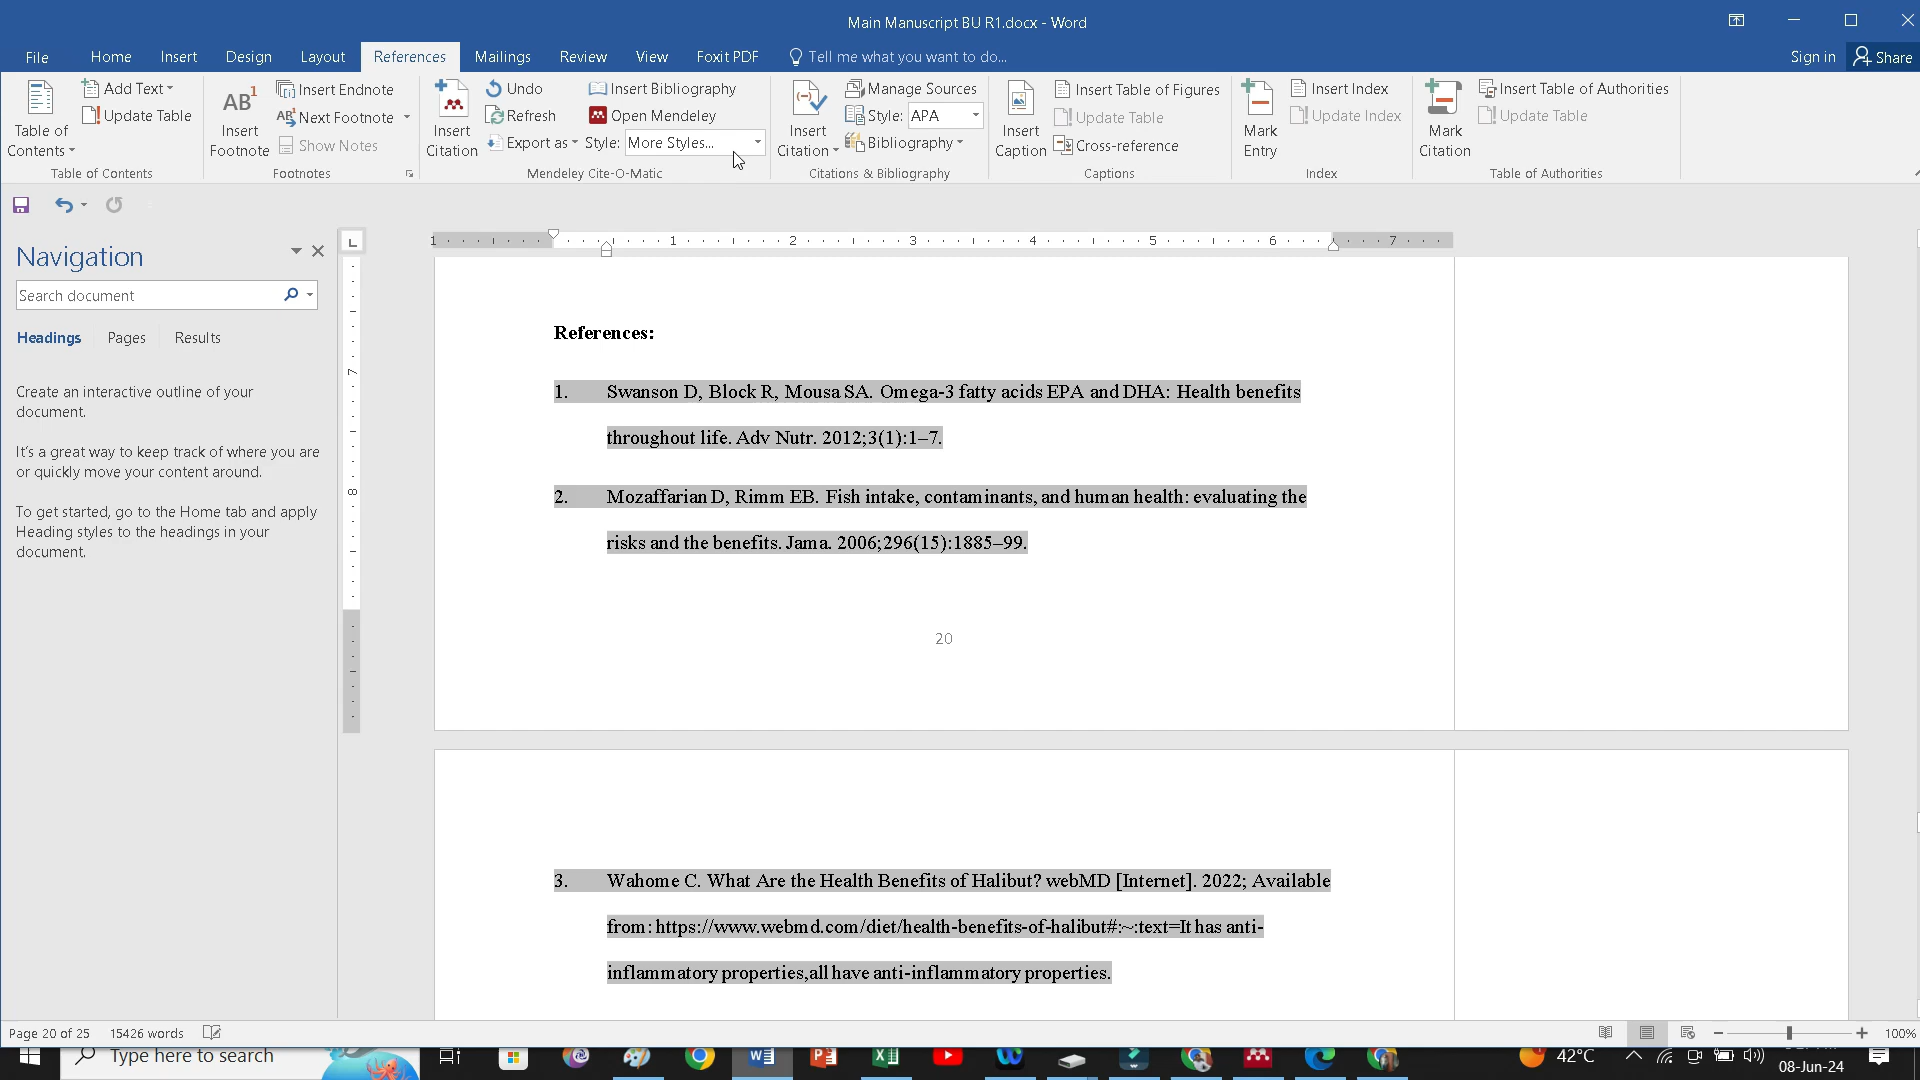 Main Manuscript BU R1.docx - Word
File Home Insert Design Layout References Mailings Review View Foxit PDF Tell me what you want to do... Sign in Share
Table of Contents
Add Text
Update Table
Table of Contents
AB1 Insert Footnote
Insert Endnote
Next Footnote
Show Notes
Footnotes
Insert Citation
Undo
Refresh
Export as
Insert Bibliography
Open Mendeley
Style: More Styles...
Mendeley Cite-O-Matic
Insert Citation
Manage Sources
Style: APA
Bibliography
Citations & Bibliography
Insert Caption
Insert Table of Figures
Update Table
Cross-reference
Captions
Mark Entry
Insert Index
Update Index
Index
Mark Citation
Insert Table of Authorities
Update Table
Table of Authorities
Navigation
Search document
Headings Pages Results
Create an interactive outline of your
document.
It's a great way to keep track of where you are
or quickly move your content around.
To get started, go to the Home tab and apply
Heading styles to the headings in your
document.
L
1 1 2 3 4 5 6 7
7
8
References:
1. Swanson D, Block R, Mousa SA. Omega-3 fatty acids EPA and DHA: Health benefits
throughout life. Adv Nutr. 2012;3(1):1–7.
2. Mozaffarian D, Rimm EB. Fish intake, contaminants, and human health: evaluating the
risks and the benefits. Jama. 2006;296(15):1885–99.
20
3. Wahome C. What Are the Health Benefits of Halibut? webMD [Internet]. 2022; Available
from: https://www.webmd.com/diet/health-benefits-of-halibut#:~:text=It has anti-
inflammatory properties,all have anti-inflammatory properties.
Page 20 of 25 15426 words 100%
Type here to search
42°C
08-Jun-24